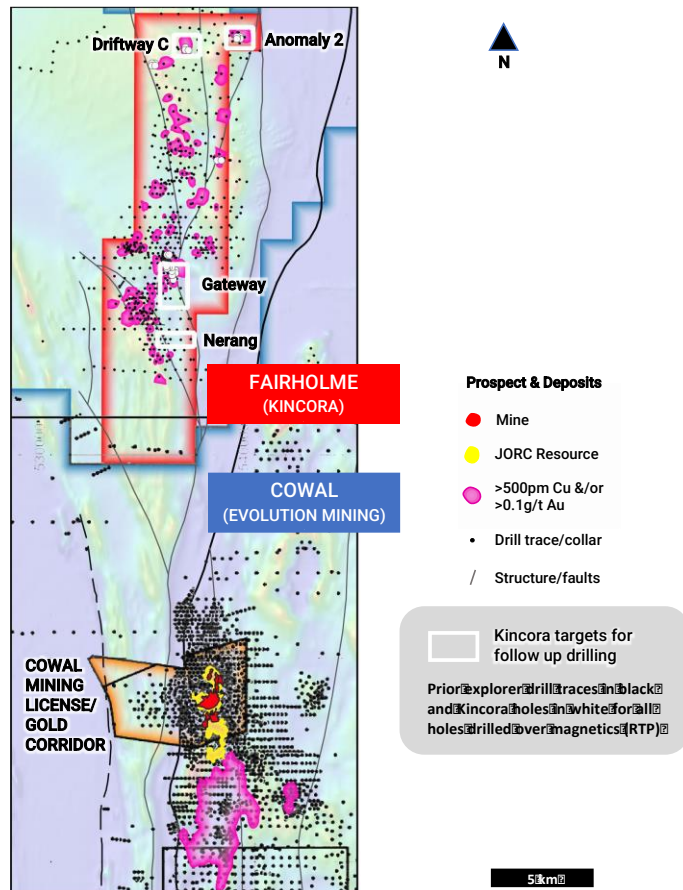 Driftway C
Anomaly 2
N
Gateway
Nerang
FAIRHOLME
(KINCORA)
COWAL
(EVOLUTION MINING)
COWAL
MINING
LICENSE/
GOLD
CORRIDOR
Prospect & Deposits
Mine
JORC Resource
>500pm Cu &/or
>0.1g/t Au
Drill trace/collar
Structure/faults
Kincora targets for
follow up drilling
Prior explorer drill traces in black
and Kincora holes in white for all
holes drilled over magnetics (RTP)
5 km